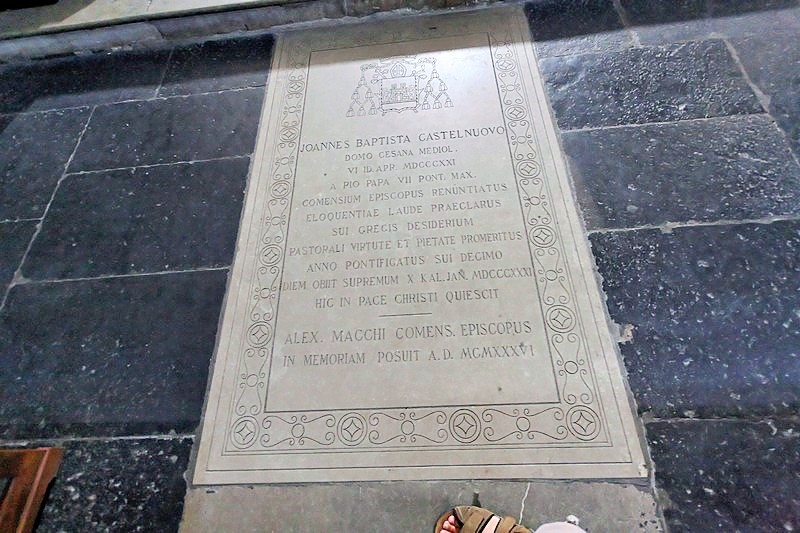 JOANNES BAPTISTA CASTELNUOVO
DOMO CESANA MEDIOL.
VI ID. APR. MDCCCXXI
A PIO PAPA VII PONT. MAX.
COMENSIUM EPISCOPUS RENUNTIATUS
ELOQUENTIAE LAUDE PRAECLARUS
SUI GREGIS DESIDERIUM
PASTORALI VIRTUTE ET PIETATE PROMERITUS
ANNO PONTIFICATUS SUI DECIMO
DIEM OBIIT SUPREMUM X KAL. JAN. MDCCCXXXI
HIC IN PACE CHRISTI QUIESCIT
ALEX. MACCHI COMENS. EPISCOPUS
IN MEMORIAM POSUIT A.D. MCMXXXVI